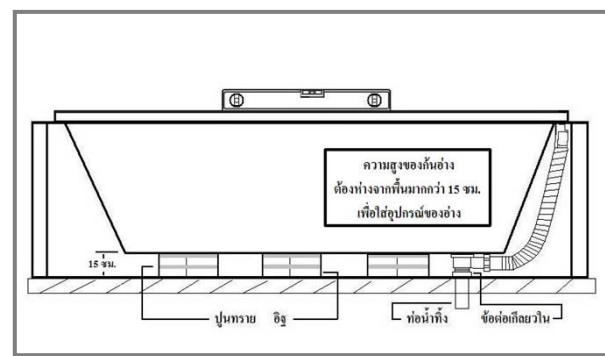 ความสูงของก้นอ่าง
ต้องห่างจากพื้นมากกว่า 15 ซม.
เพื่อใส่อุปกรณ์ของอ่าง
15 ซม.
ปูนทราย อิฐ
ท่อน้ำทิ้ง
ข้อต่อเกลียวใน